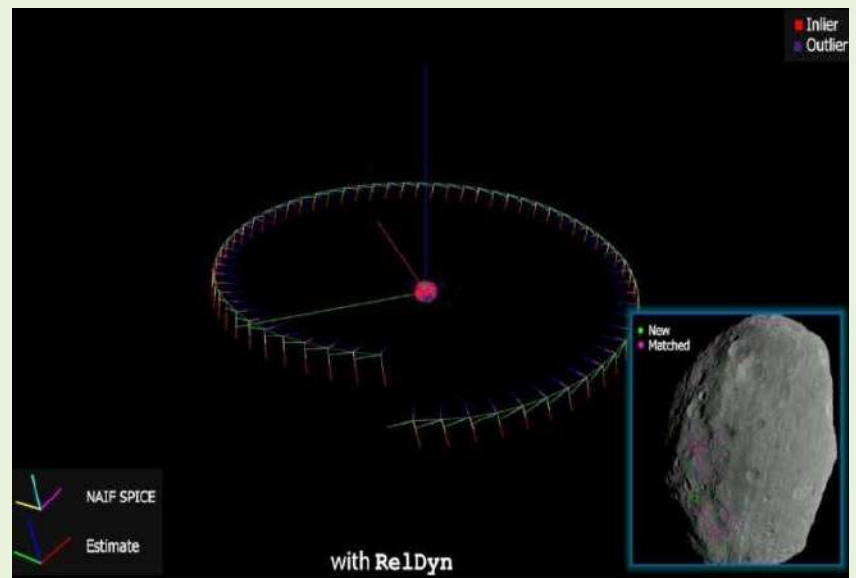 Inlier
Outlier
New
Matched
NAIF SPICE
Estimate
with RelDyn